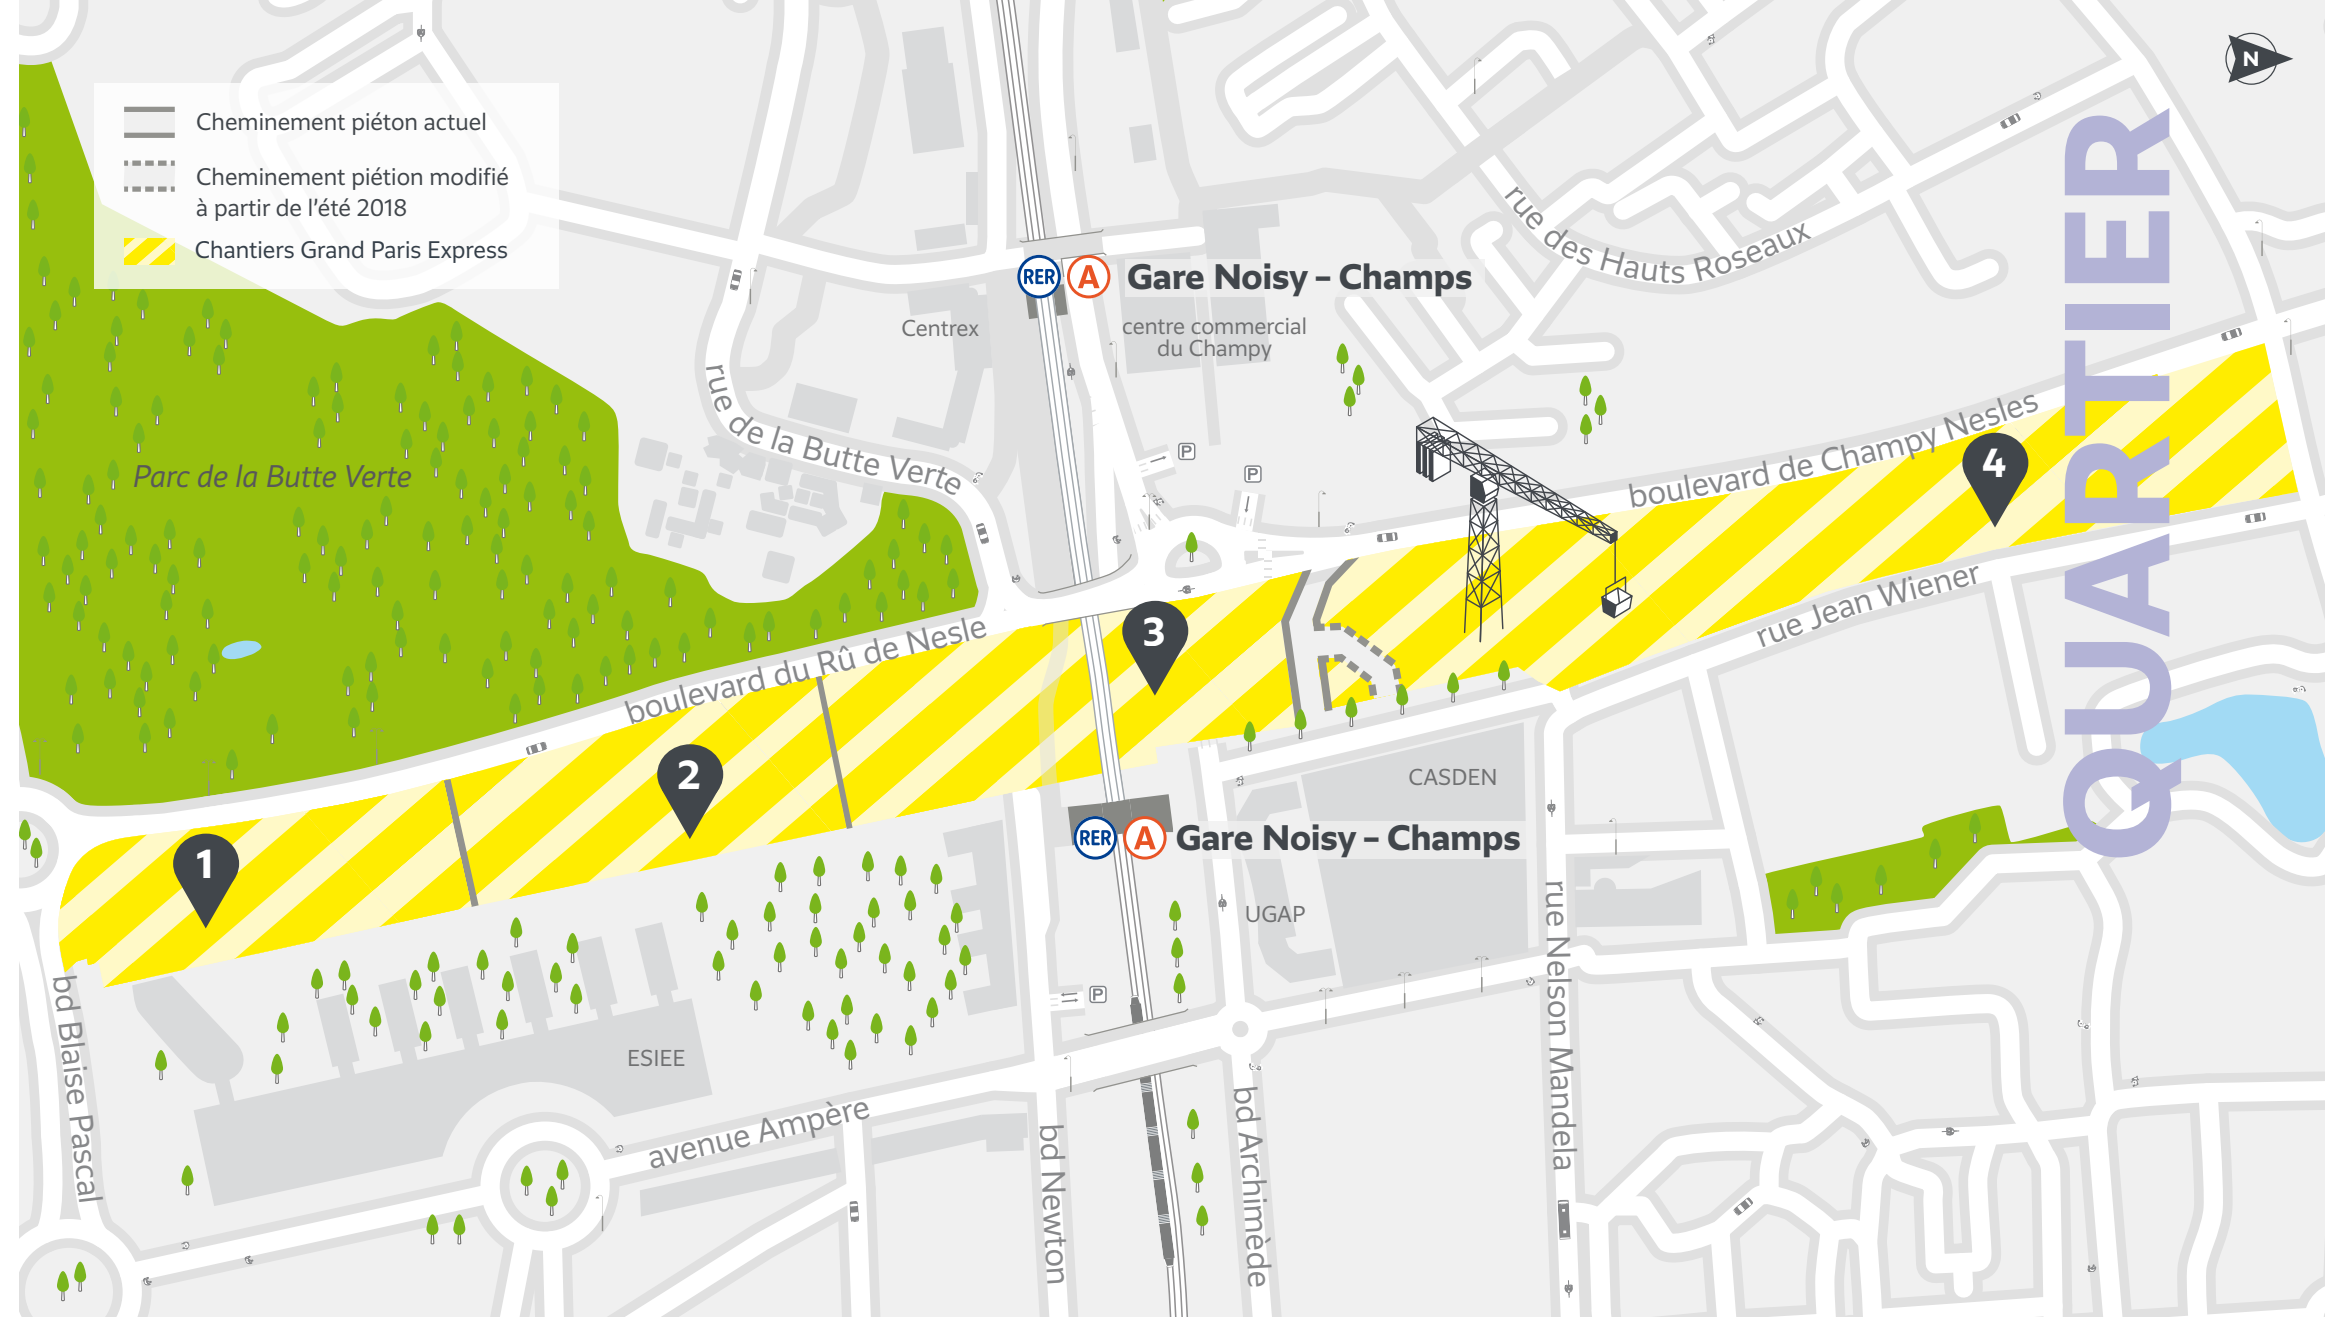 N
Cheminement piéton actuel
Cheminement piétion modifié
à partir de l'été 2018
Chantiers Grand Paris Express
QUARTIER
rue des Hauts Roseaux
RER A Gare Noisy – Champs
Centrex
centre commercial
du Champy
rue de la Butte Verte
P
P
boulevard de Champy Nesles
4
Parc de la Butte Verte
rue Jean Wiener
3
boulevard du Rû de Nesle
2
CASDEN
1
RER A Gare Noisy – Champs
UGAP
rue Nelson Mandela
P
bd Blaise Pascal
ESIEE
avenue Ampère
bd Newton
bd Archimède